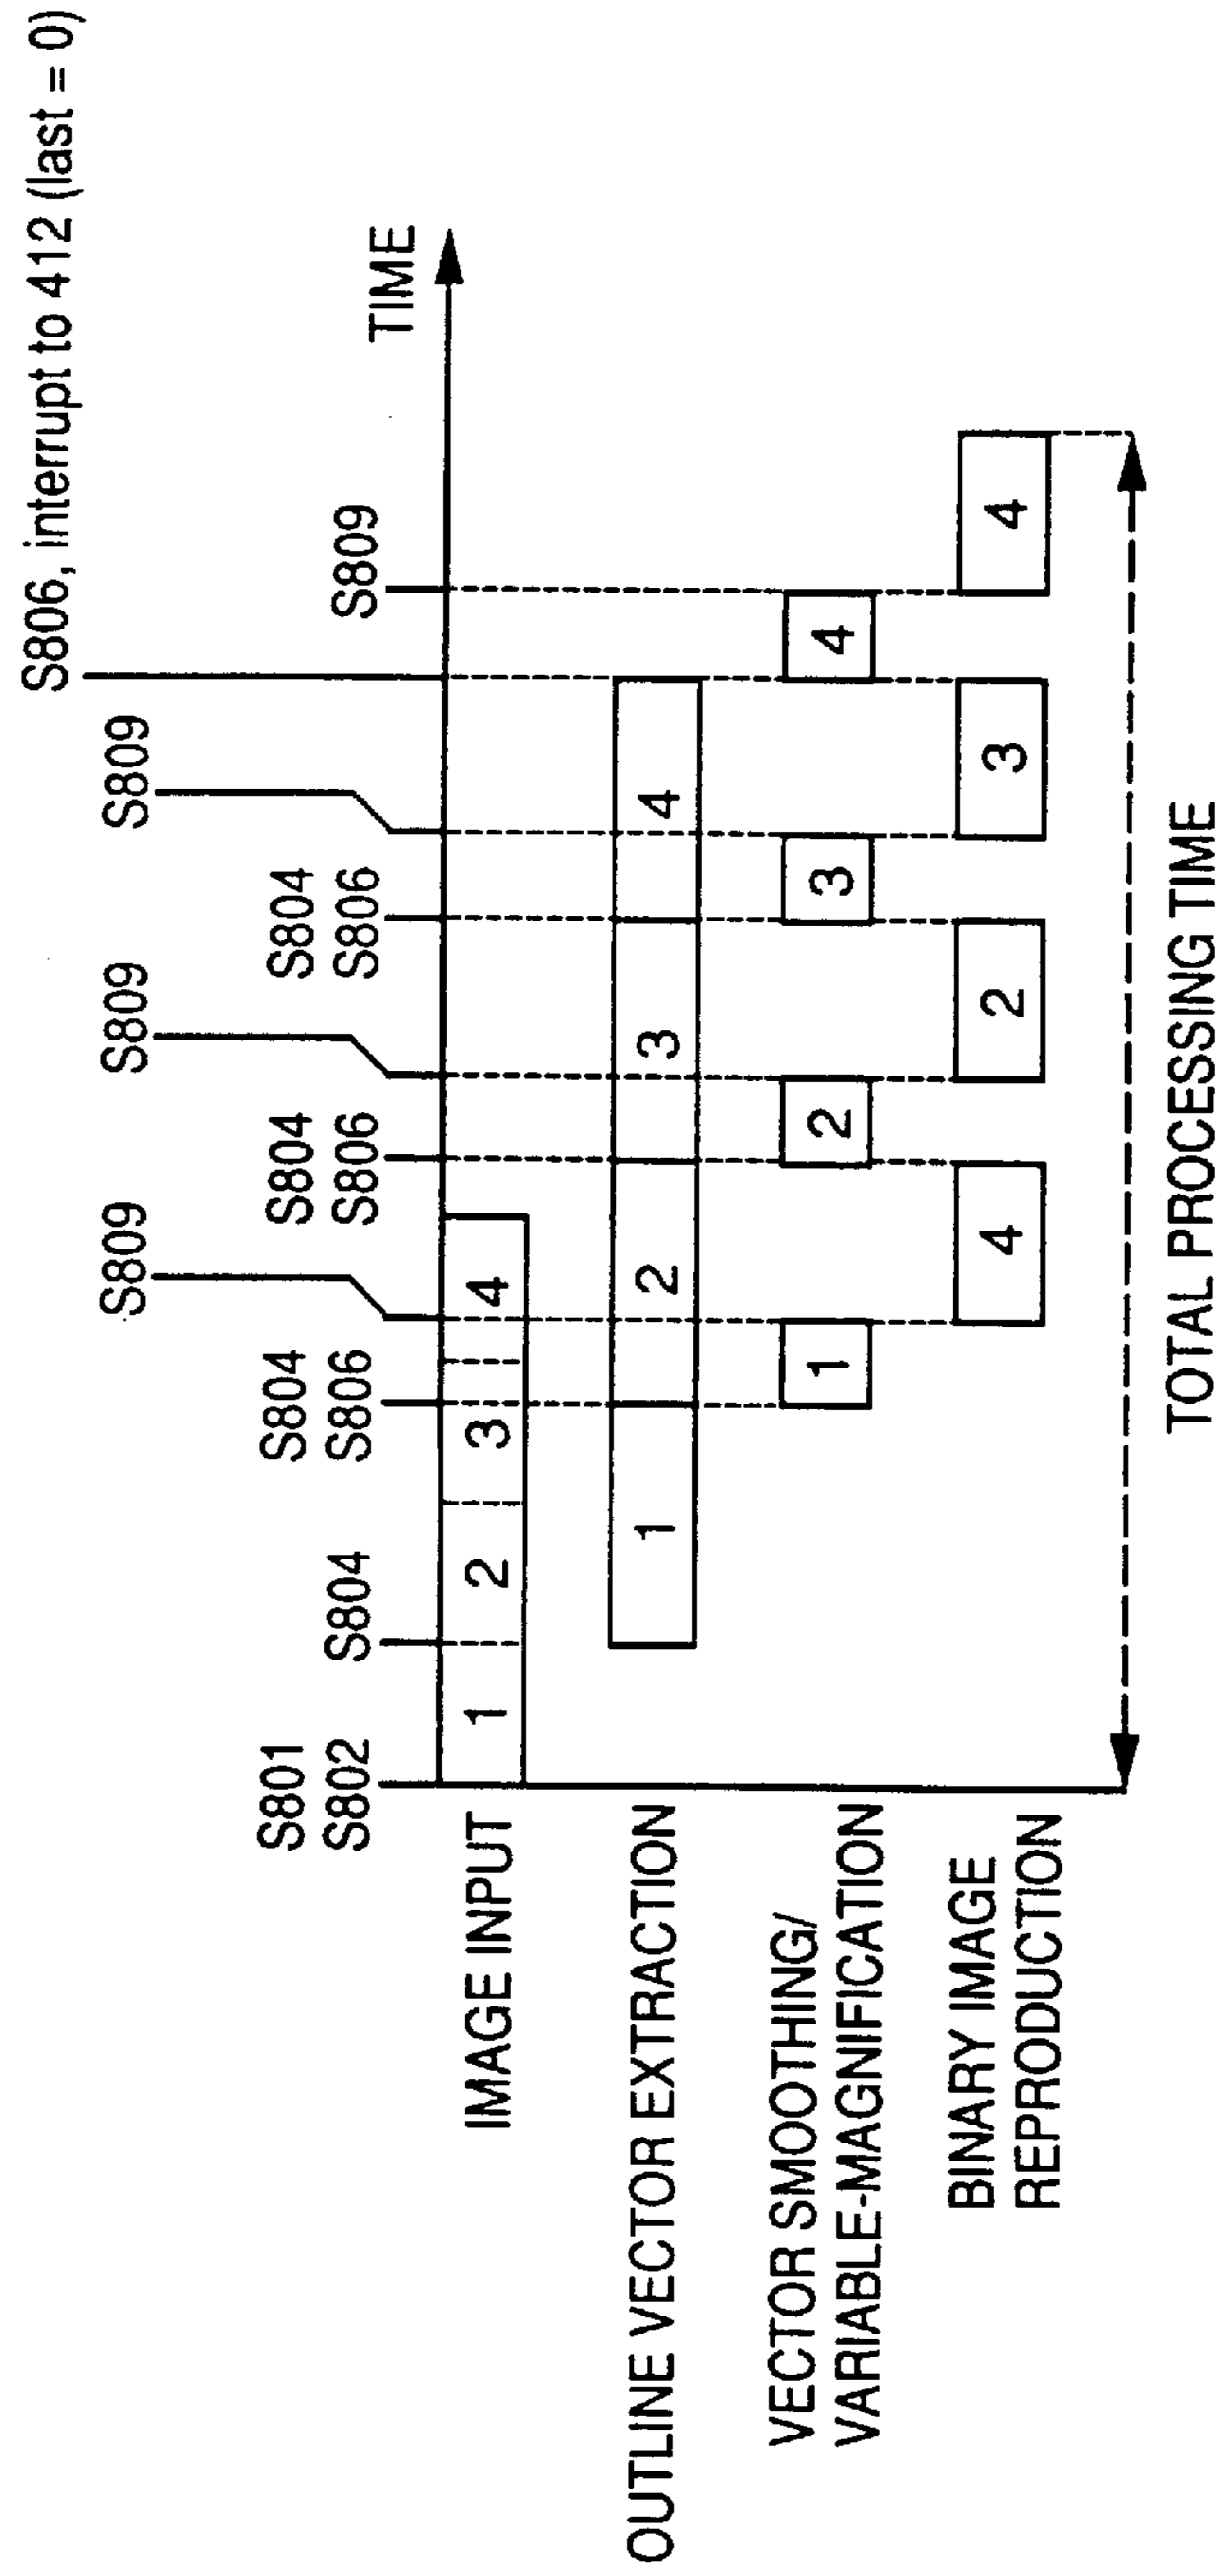 S806, interrupt to 412 (last = 0)
S809
S809
S809
S801
S804
S804
S804
S802
S804
S806
S806
S806
S809
TIME
IMAGE INPUT
1
2
3
4
OUTLINE VECTOR EXTRACTION
1
2
3
4
VECTOR SMOOTHING/
VARIABLE-MAGNIFICATION
1
2
3
4
BINARY IMAGE
REPRODUCTION
4
2
3
4
TOTAL PROCESSING TIME